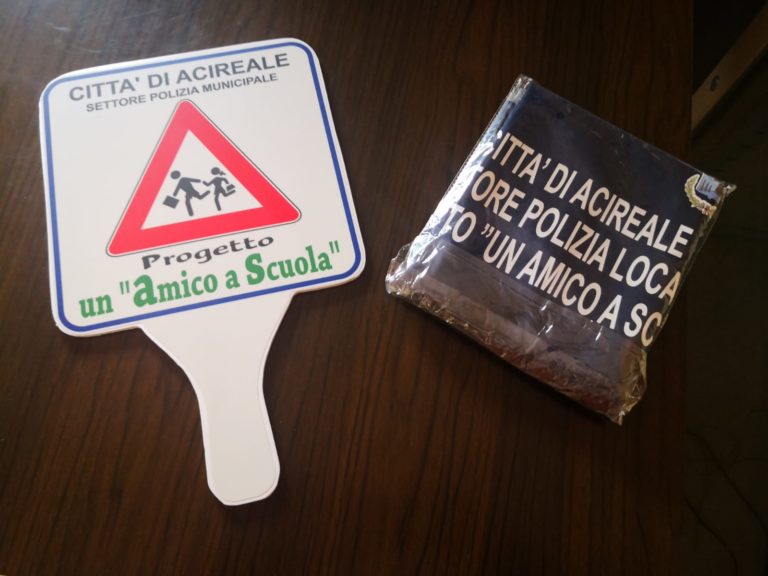 CITTA' DI ACIREALE
SETTORE POLIZIA MUNICIPALE
Progetto
un "amico a Scuola"
ITTA' DI ACIREALE
ORE POLIZIA LOCA
TO "UN AMICO A SC